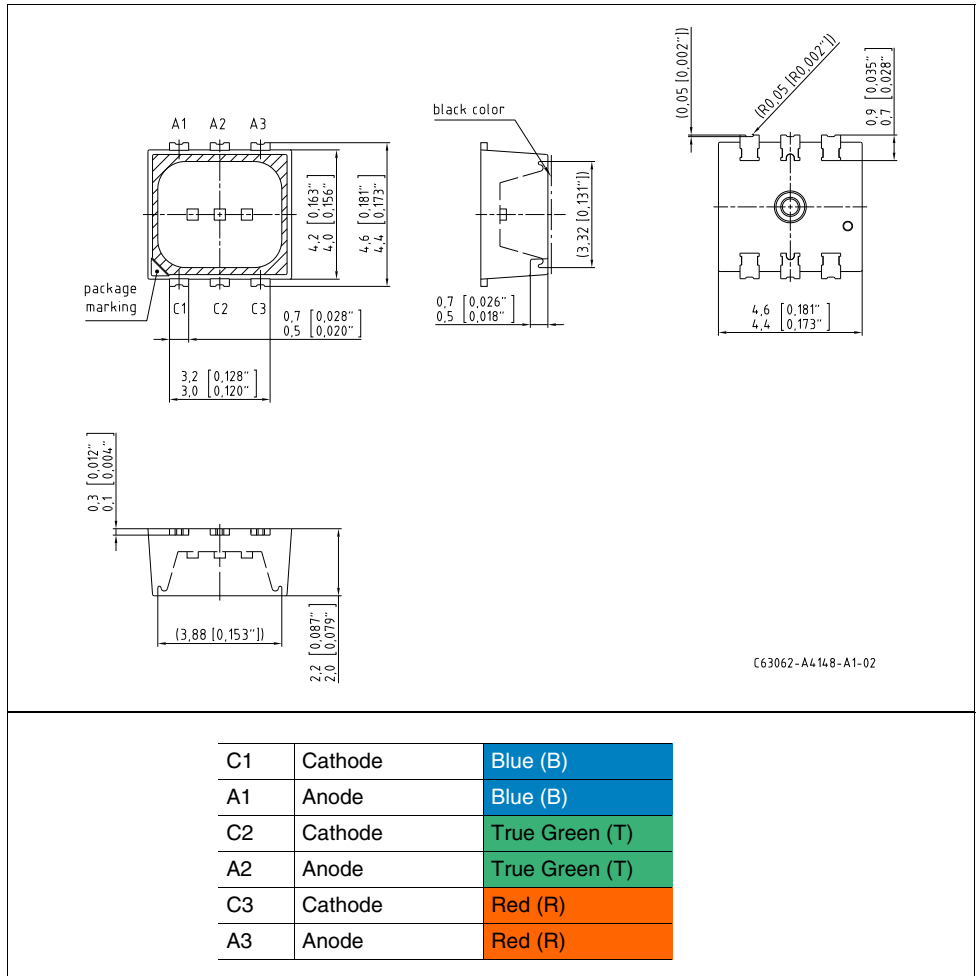 A1 A2 A3
4,2 [0,163"
4,0 0,156"]
4,6 [0,181"
4,4 0,173"]
package
marking
C1 C2 C3
0,7 [0,028"
0,5 0,020"]
3,2 [0,128"
3,0 0,120"]
black color
(3,32 [0,131"])
0,7 [0,026"
0,5 0,018"]
(0,05 [0,002"])
(R0,05 [R0,002"])
0,9 [0,035"
0,7 0,028"]
4,6 [0,181"
4,4 0,173"]
0,3 [0,012"
0,1 0,004"]
(3,88 [0,153"])
2,2 [0,087"
2,0 0,079"]
C63062-A4148-A1-02
C1 Cathode Blue (B)
A1 Anode Blue (B)
C2 Cathode True Green (T)
A2 Anode True Green (T)
C3 Cathode Red (R)
A3 Anode Red (R)